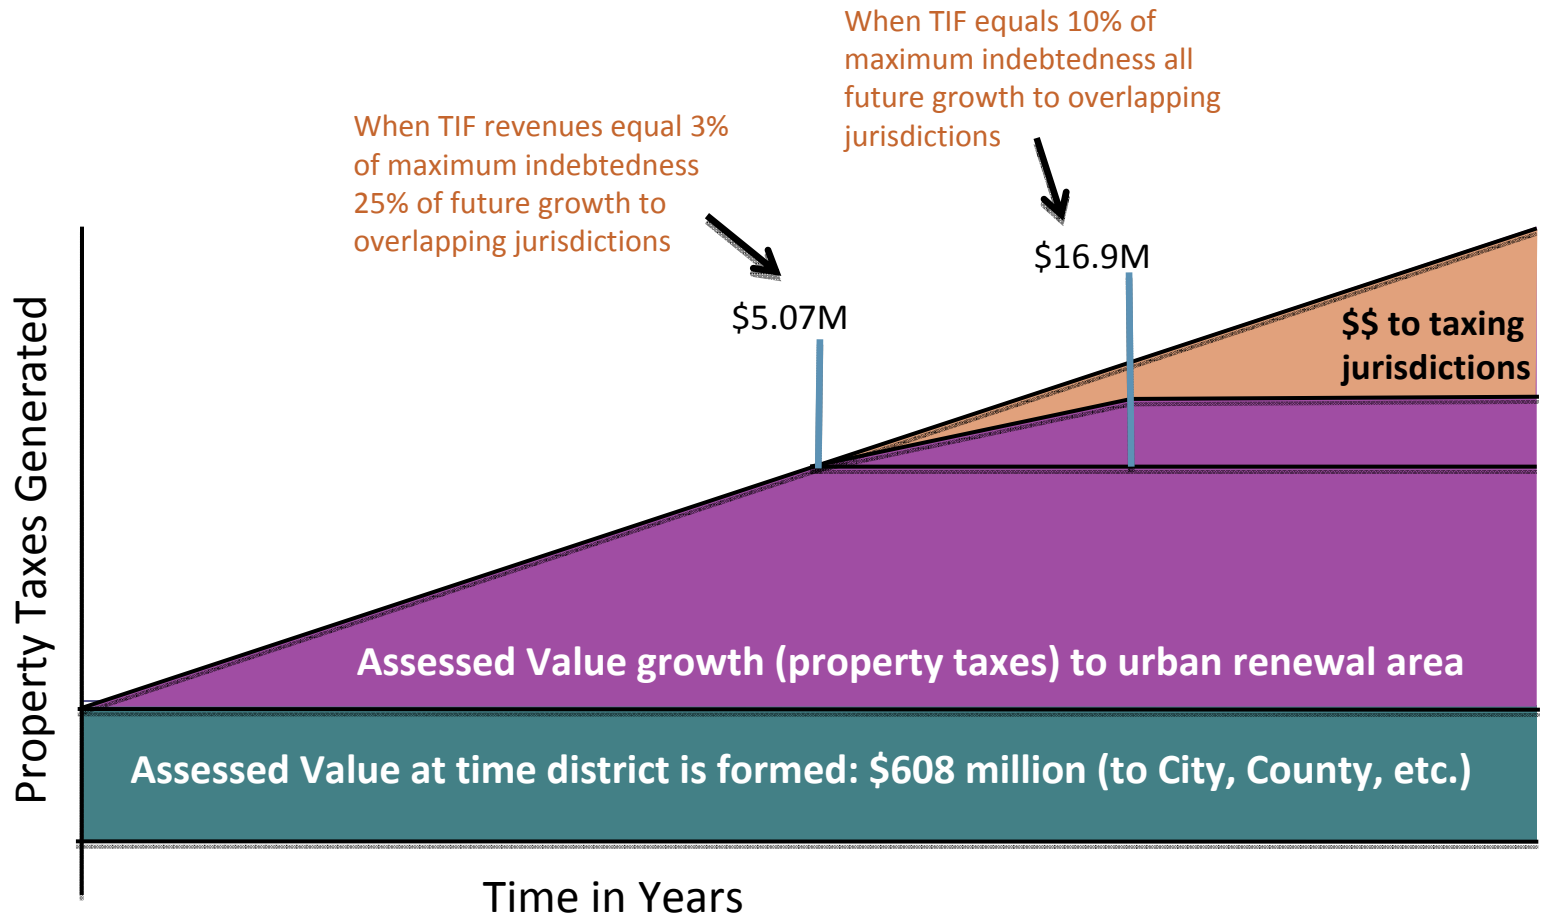 When TIF equals 10% of
maximum indebtedness all
future growth to overlapping
jurisdictions
When TIF revenues equal 3%
of maximum indebtedness
25% of future growth to
overlapping jurisdictions
$16.9M
$5.07M
$$ to taxing
jurisdictions
Property Taxes Generated
Assessed Value growth (property taxes) to urban renewal area
Assessed Value at time district is formed: $608 million (to City, County, etc.)
Time in Years